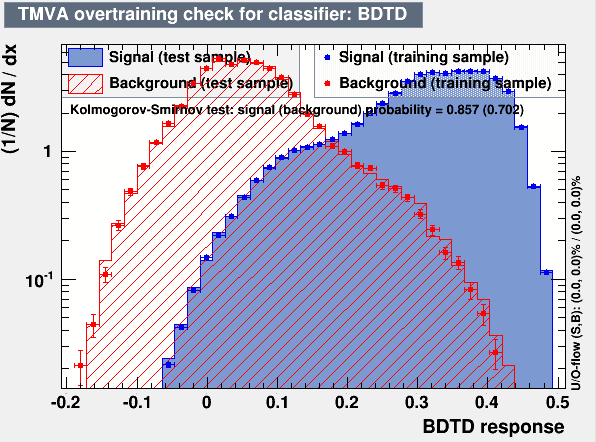 TMVA overtraining check for classifier: BDTD
Signal (test sample)
Signal (training sample)
Background (test sample)
Background (training sample)
Kolmogorov-Smirnov test: signal (background) probability = 0.857 (0.702)
(1/N) dN / dx
1
10⁻¹
-0.2 -0.1 0 0.1 0.2 0.3 0.4 0.5
BDTD response
U/O-flow (S,B): (0.0, 0.0)% / (0.0, 0.0)%